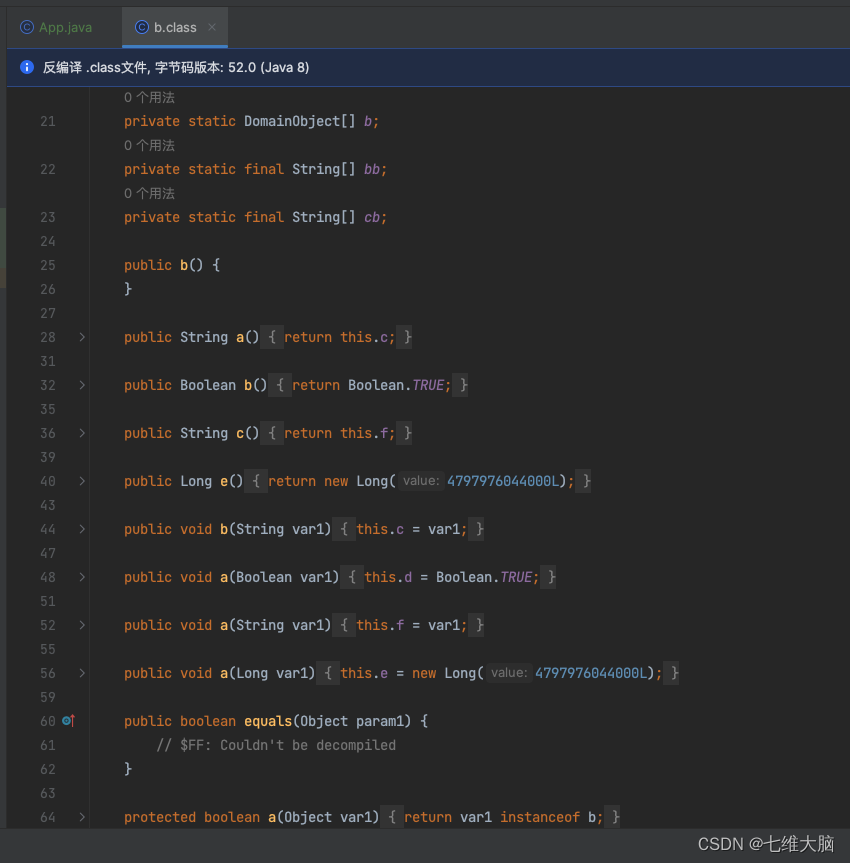 App.java b.class
反编译 .class文件, 字节码版本: 52.0 (Java 8)
0 个用法
21 private static DomainObject[] b;
0 个用法
22 private static final String[] bb;
0 个用法
23 private static final String[] cb;
24
25 public b() {
26 }
27
28 public String a() { return this.c; }
31
32 public Boolean b() { return Boolean.TRUE; }
35
36 public String c() { return this.f; }
39
40 public Long e() { return new Long( value: 4797976044000L); }
43
44 public void b(String var1) { this.c = var1; }
47
48 public void a(Boolean var1) { this.d = Boolean.TRUE; }
51
52 public void a(String var1) { this.f = var1; }
55
56 public void a(Long var1) { this.e = new Long( value: 4797976044000L); }
59
60 public boolean equals(Object param1) {
61 // $FF: Couldn't be decompiled
62 }
63
64 protected boolean a(Object var1) { return var1 instanceof b; }
CSDN @七维大脑